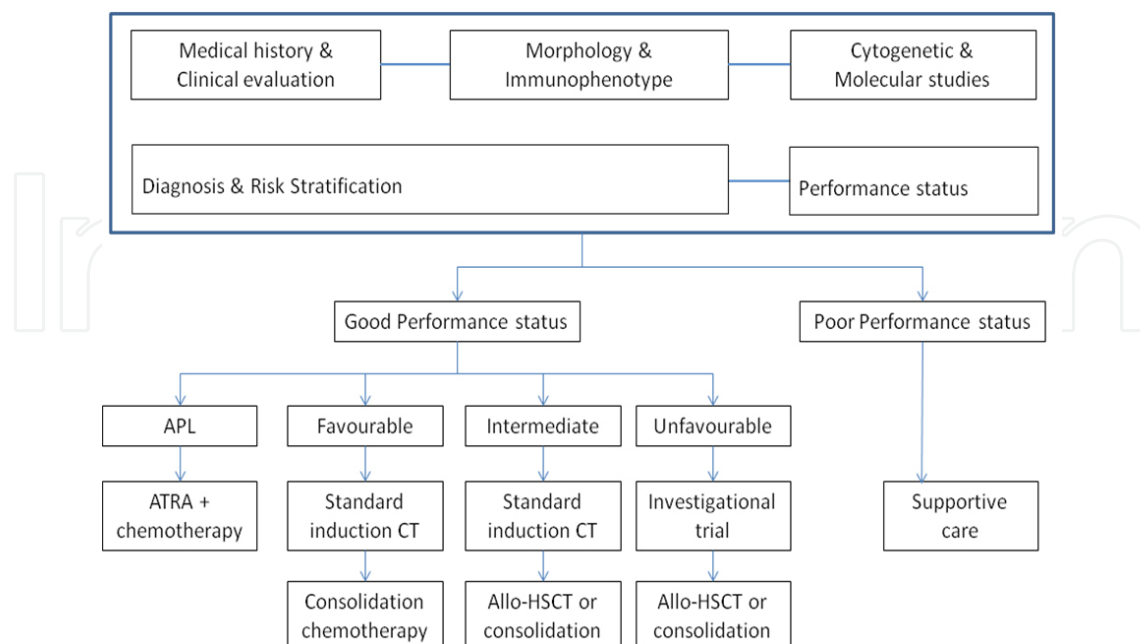 Medical history &
Clinical evaluation
Morphology &
Immunophenotype
Cytogenetic &
Molecular studies
Diagnosis & Risk Stratification
Performance status
Good Performance status
Poor Performance status
APL
Favourable
Intermediate
Unfavourable
ATRA +
chemotherapy
Standard
induction CT
Standard
induction CT
Investigational
trial
Supportive
care
Consolidation
chemotherapy
Allo-HSCT or
consolidation
Allo-HSCT or
consolidation